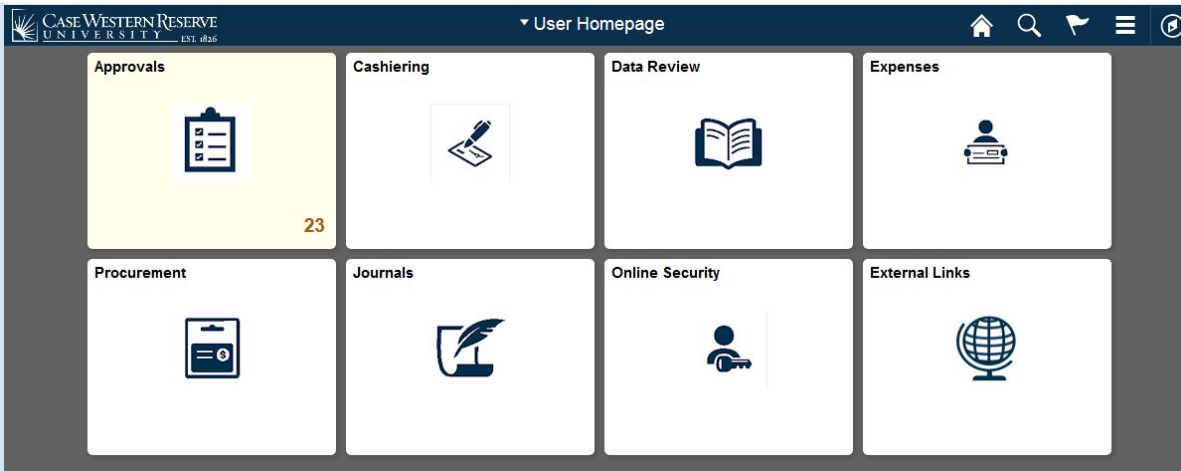 CASE WESTERN RESERVE
UNIVERSITY EST. 1826
User Homepage
Approvals
23
Cashiering
Data Review
Expenses
Procurement
Journals
Online Security
External Links